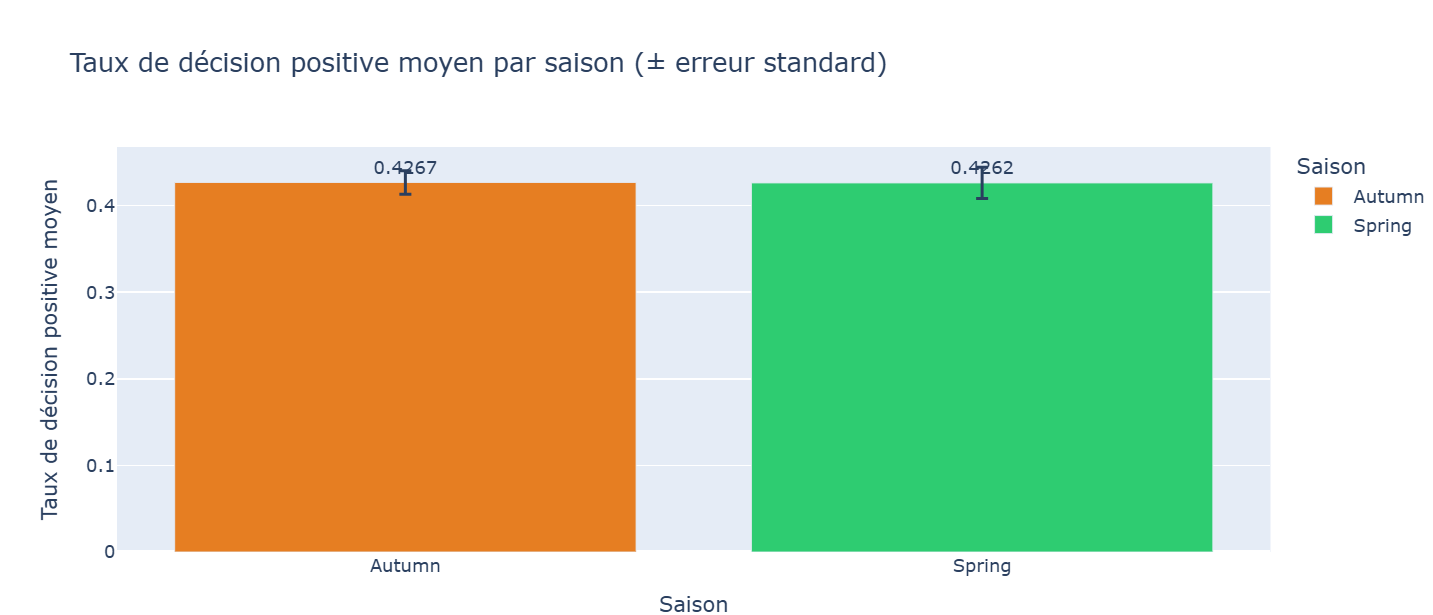 Taux de décision positive moyen par saison (± erreur standard)
Taux de décision positive moyen
0.4
0.3
0.2
0.1
0
0.4267
0.4262
Autumn
Spring
Saison
Saison
Autumn
Spring